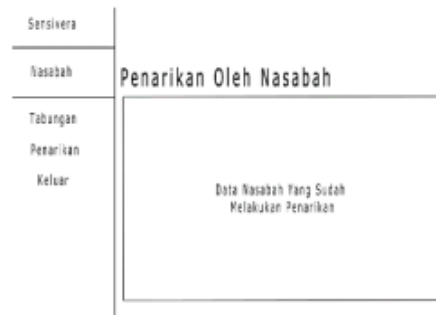 Sensivera
Nasabah
Penarikan Oleh Nasabah
Tabungan
Penarikan
Keluar
Data Nasabah Yang Sudah
Melakukan Penarikan